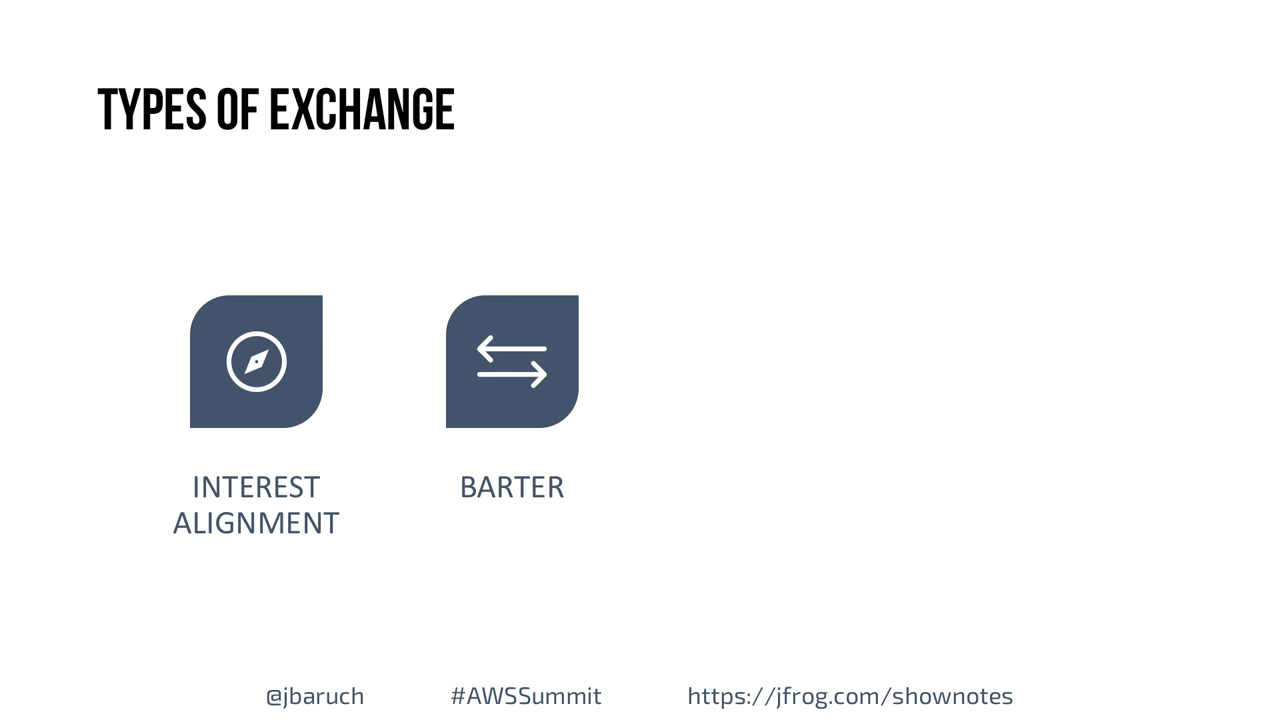 TYPES OF EXCHANGE
INTEREST
ALIGNMENT
BARTER
@jbaruch
#AWSSummit
https://jfrog.com/shownotes